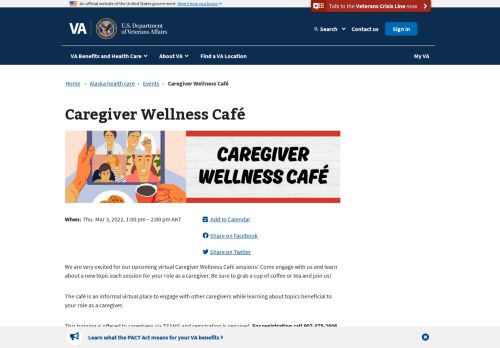 An official website of the United States government Here's how you know
Talk to the Veterans Crisis Line now
VA
U.S. Department of Veterans Affairs
Search
Contact us
Sign in
VA Benefits and Health Care
About VA
Find a VA Location
My VA
Home › Alaska health care › Events › Caregiver Wellness Café
Caregiver Wellness Café
CAREGIVER
WELLNESS CAFÉ
When: Thu. Mar 3, 2022, 1:00 pm – 2:00 pm AKT
Add to Calendar
Share on Facebook
Share on Twitter
We are very excited for our upcoming virtual Caregiver Wellness Café sessions! Come engage with us and learn
about a new topic each session for your role as a caregiver. Be sure to grab a cup of coffee or tea and join us!
The café is an informal virtual place to engage with other caregivers while learning about topics beneficial to
your role as a caregiver.
This training is offered to caregivers via TEAMS and registration is required. For registration call 907-375-2606
Learn what the PACT Act means for your VA benefits